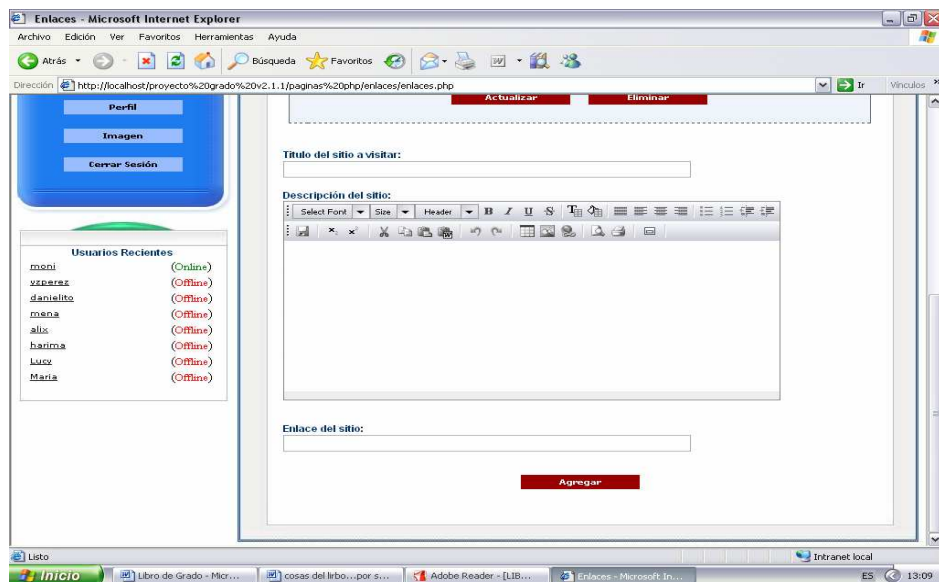 Enlaces - Microsoft Internet Explorer
Archivo Edición Ver Favoritos Herramientas Ayuda
Atrás Búsqueda Favoritos
Dirección http://localhost/proyecto%20grado%20v2.1.1/paginas%20php/enlaces/enlaces.php Ir Vínculos »
Perfil
Imagen
Cerrar Sesión
Actualizar Eliminar
Titulo del sitio a visitar:
Descripción del sitio:
Select Font Size Header B I U S
Usuarios Recientes
moni (Online)
yzperez (Offline)
danielito (Offline)
mena (Offline)
alix (Offline)
harima (Offline)
Lucy (Offline)
Maria (Offline)
Enlace del sitio:
Agregar
Listo Intranet local
Inicio Libro de Grado - Micr... cosas del lirbo...por s... Adobe Reader - [LIB... Enlaces - Microsoft In... ES 13:09